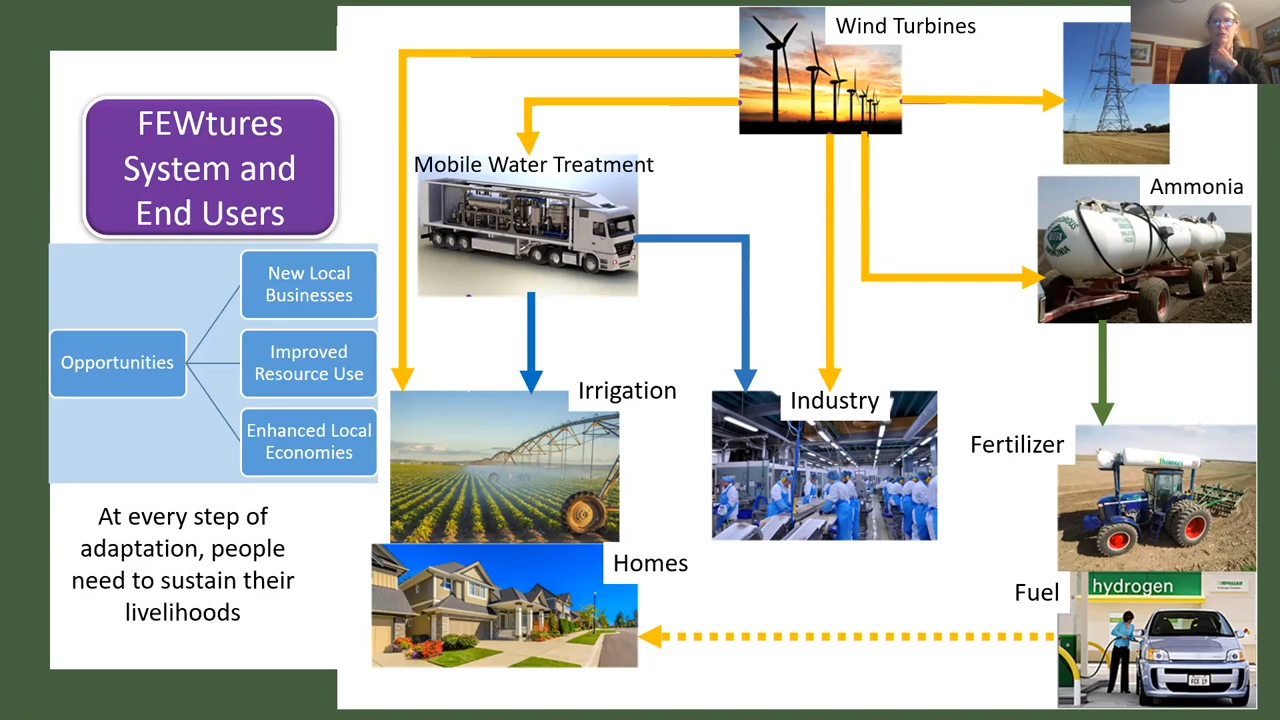 FEWtures
System and
End Users
Opportunities
New Local
Businesses
Improved
Resource Use
Enhanced Local
Economies
At every step of
adaptation, people
need to sustain their
livelihoods
Wind Turbines
Mobile Water Treatment
Ammonia
AMMONIA
Irrigation
Industry
Fertilizer
Homes
Fuel
hydrogen